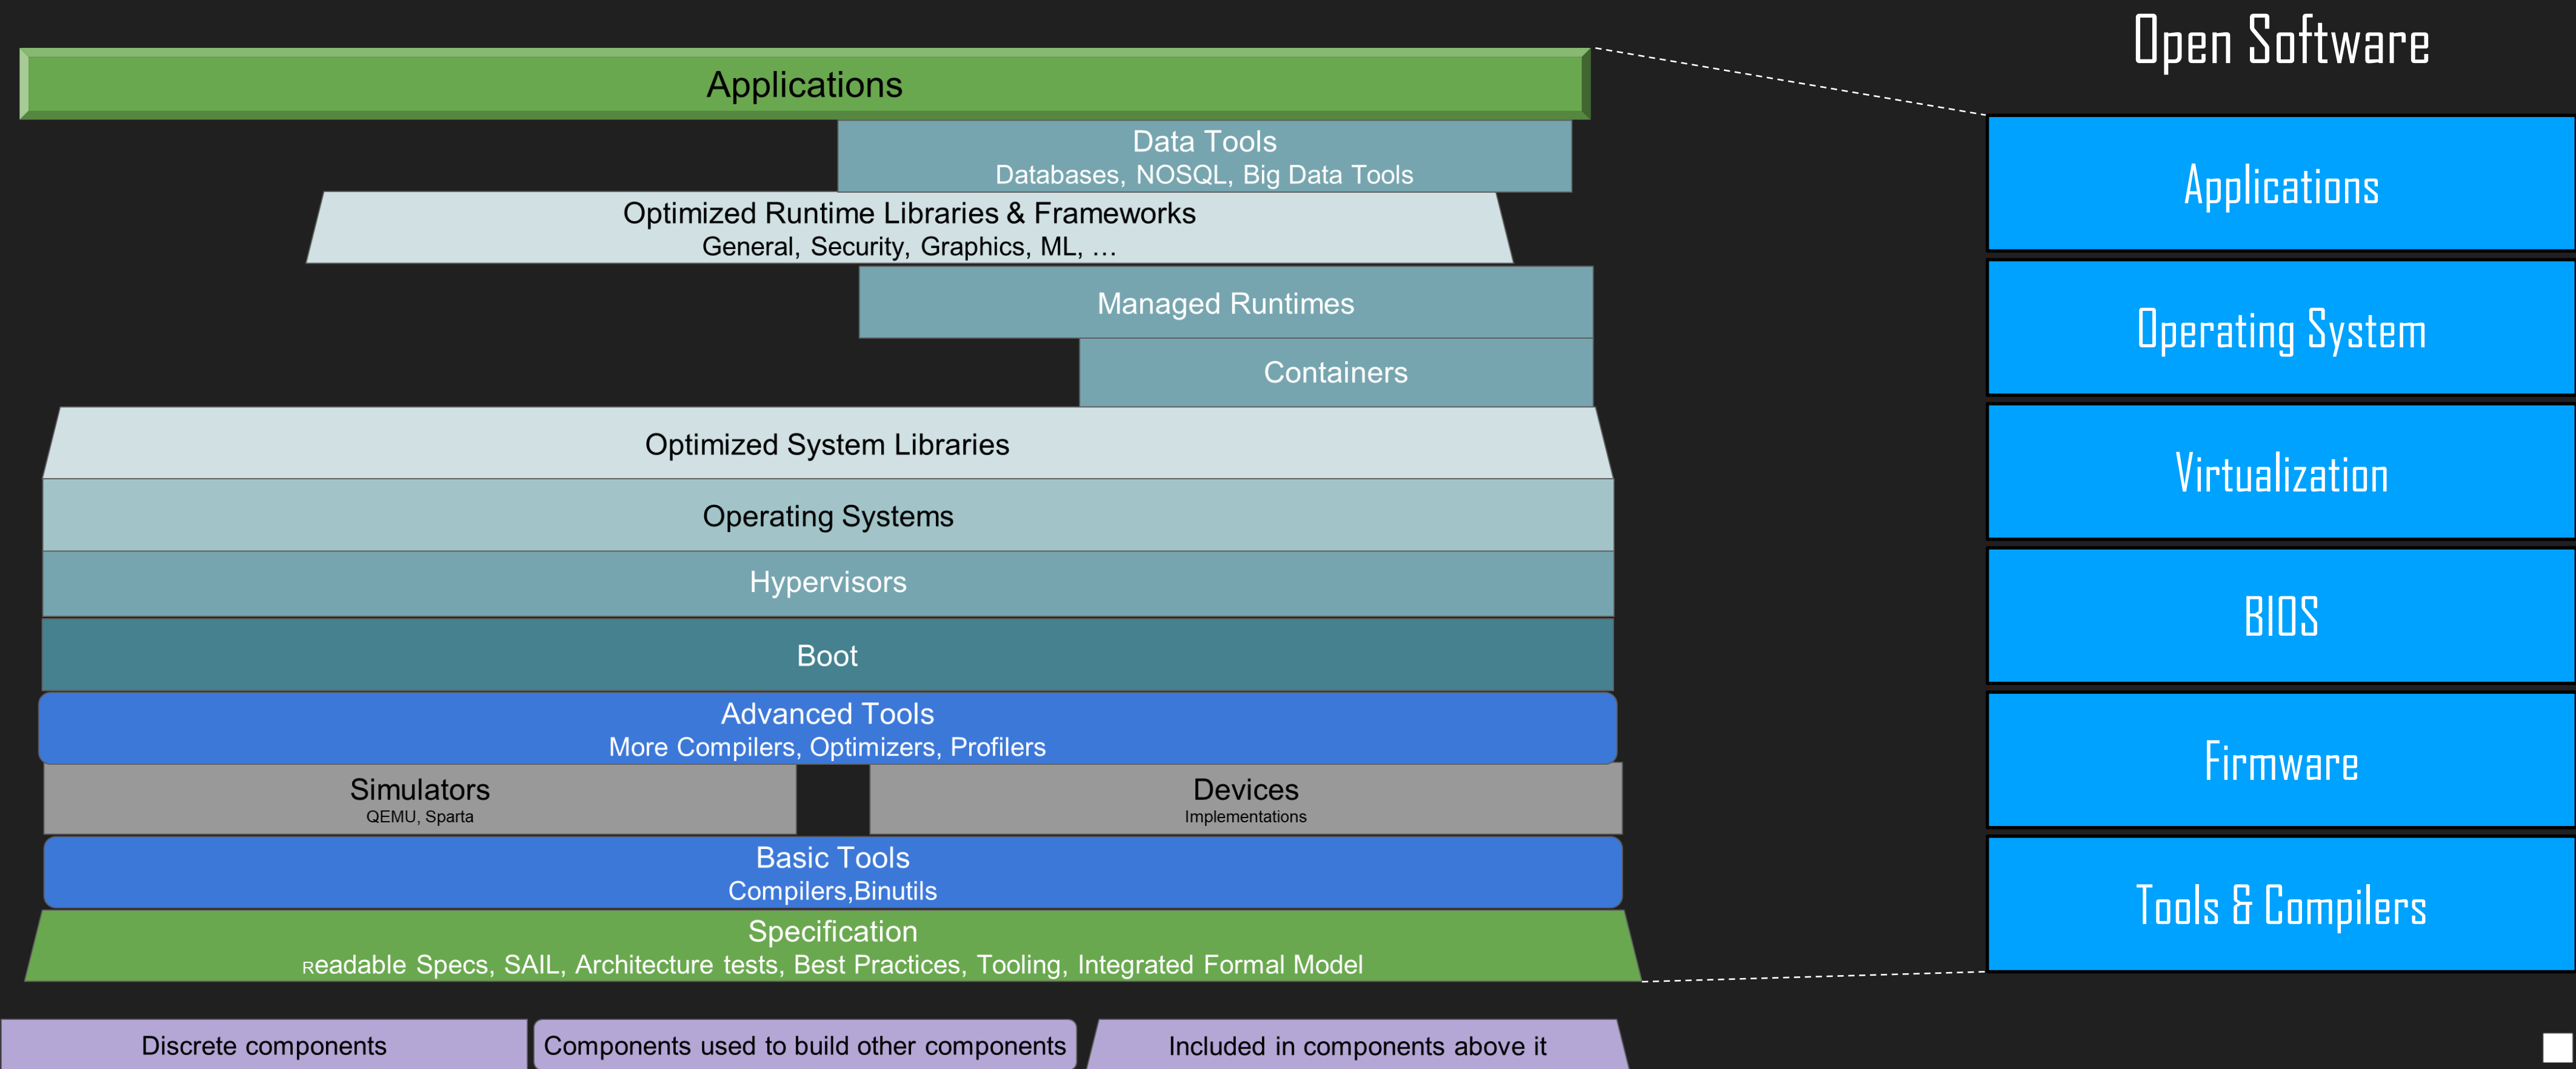 Open Software
Applications
Data Tools
Databases, NOSQL, Big Data Tools
Optimized Runtime Libraries & Frameworks
General, Security, Graphics, ML, …
Managed Runtimes
Containers
Optimized System Libraries
Operating Systems
Hypervisors
Boot
Advanced Tools
More Compilers, Optimizers, Profilers
Simulators
QEMU, Sparta
Devices
Implementations
Basic Tools
Compilers,Binutils
Specification
Readable Specs, SAIL, Architecture tests, Best Practices, Tooling, Integrated Formal Model
Discrete components
Components used to build other components
Included in components above it
Applications
Operating System
Virtualization
BIOS
Firmware
Tools & Compilers